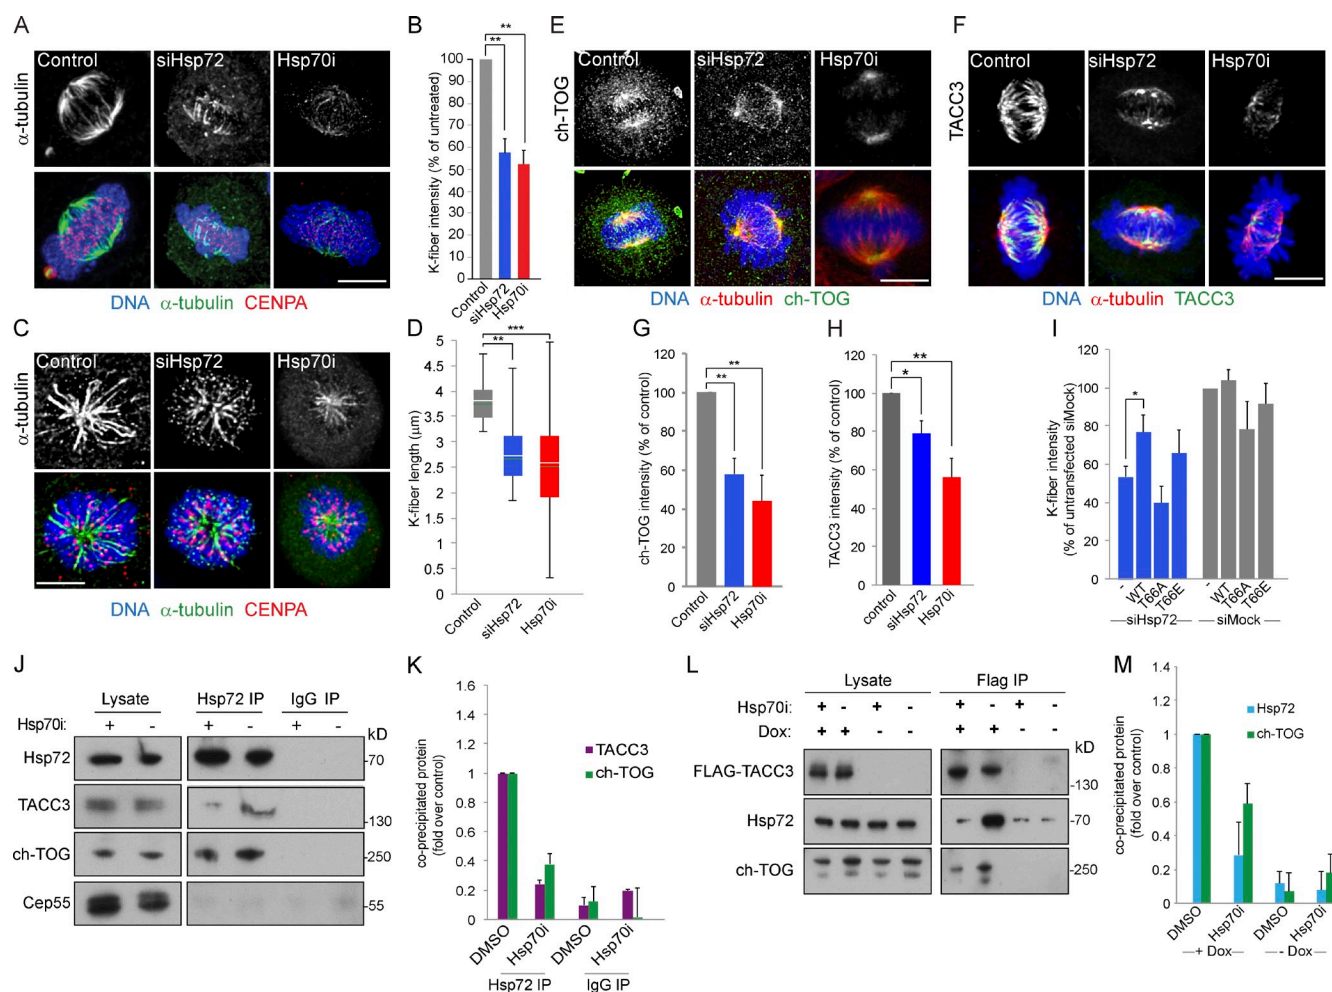 A
Control
siHsp72
Hsp70i
α-tubulin
DNA α-tubulin CENPA
B
K-fiber intensity (% of untreated)
100
90
80
70
60
50
40
30
20
10
0
**
**
Control
siHsp72
Hsp70i
C
Control
siHsp72
Hsp70i
α-tubulin
DNA α-tubulin CENPA
D
K-fiber length (µm)
5
4.5
4
3.5
3
2.5
2
1.5
1
0.5
0
***
**
Control
siHsp72
Hsp70i
E
Control
siHsp72
Hsp70i
ch-TOG
DNA α-tubulin ch-TOG
F
Control
siHsp72
Hsp70i
TACC3
DNA α-tubulin TACC3
G
ch-TOG intensity (% of control)
120
100
80
60
40
20
0
**
**
Control
siHsp72
Hsp70i
H
TACC3 intensity (% of control)
120
100
80
60
40
20
0
**
*
control
siHsp72
Hsp70i
I
K-fiber intensity
(% of untransfected siMock)
120
100
80
60
40
20
0
*
- WT T66A T66E
- WT T66A T66E
siHsp72 siMock
J
Lysate Hsp72 IP IgG IP
Hsp70i: + - + - + -
kD
Hsp72 -70
TACC3 -130
ch-TOG -250
Cep55 -55
K
co-precipitated protein
(fold over control)
1.6
1.4
1.2
1
0.8
0.6
0.4
0.2
0
TACC3
ch-TOG
DMSO
Hsp70i
DMSO
Hsp70i
Hsp72 IP IgG IP
L
Lysate Flag IP
Hsp70i: + - + - + - + -
Dox: + + - - + + - -
kD
FLAG-TACC3 -130
Hsp72 -70
ch-TOG -250
M
co-precipitated protein
(fold over control)
1.4
1.2
1
0.8
0.6
0.4
0.2
0
Hsp72
ch-TOG
DMSO
Hsp70i
DMSO
Hsp70i
+ Dox - Dox